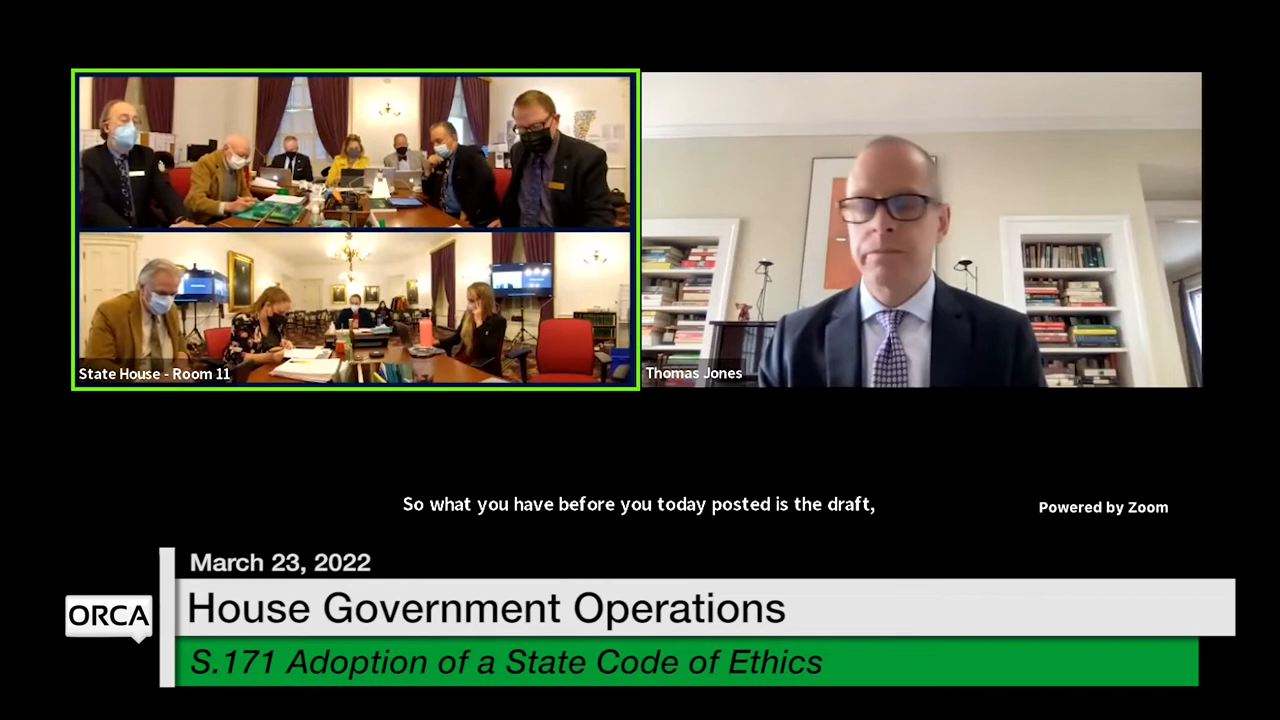 State House - Room 11
Thomas Jones
So what you have before you today posted is the draft,
Powered by Zoom
March 23, 2022
ORCA
House Government Operations
S.171 Adoption of a State Code of Ethics